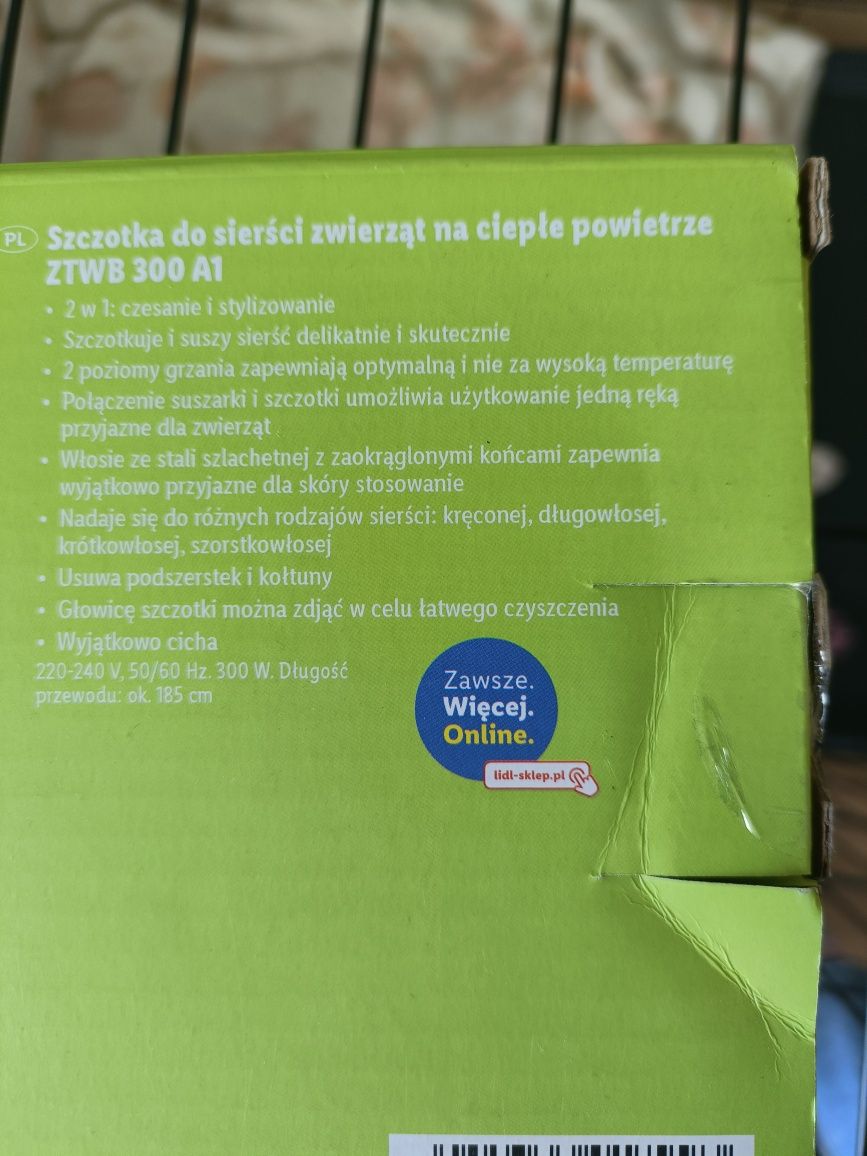 PL Szczotka do sierści zwierząt na ciepłe powietrze
ZTWB 300 A1
• 2 w 1: czesanie i stylizowanie
• Szczotkuje i suszy sierść delikatnie i skutecznie
• 2 poziomy grzania zapewniają optymalną i nie za wysoką temperaturę
• Połączenie suszarki i szczotki umożliwia użytkowanie jedną ręką
przyjazne dla zwierząt
• Włosie ze stali szlachetnej z zaokrąglonymi końcami zapewnia
wyjątkowo przyjazne dla skóry stosowanie
• Nadaje się do różnych rodzajów sierści: kręconej, długowłosej,
krótkowłosej, szorstkowłosej
• Usuwa podszerstek i kołtuny
• Głowicę szczotki można zdjąć w celu łatwego czyszczenia
• Wyjątkowo cicha
220-240 V, 50/60 Hz. 300 W. Długość
przewodu: ok. 185 cm
Zawsze.
Więcej.
Online.
lidl-sklep.pl